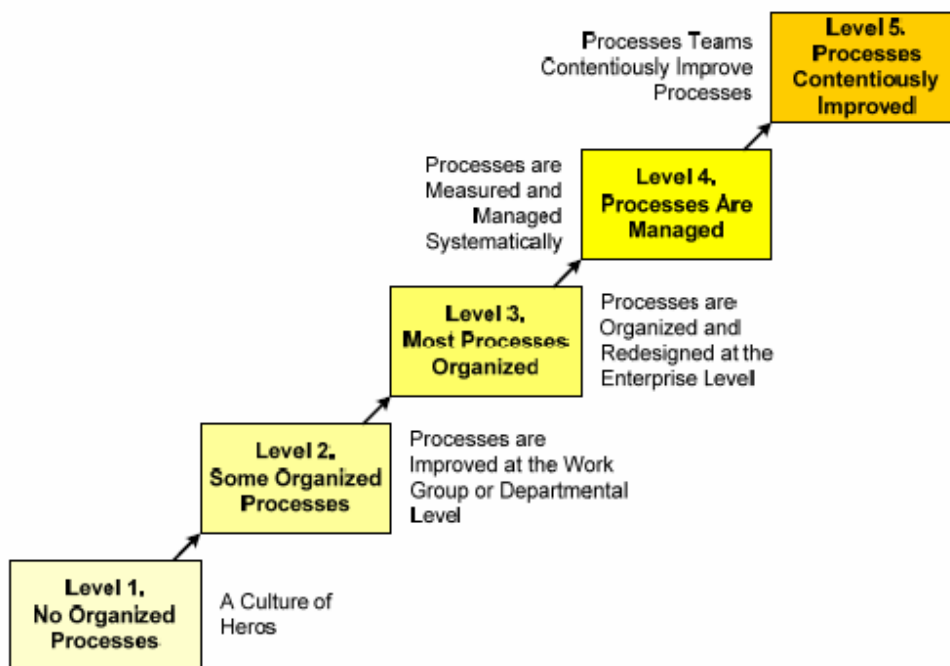 Level 5.
Processes
Contentiously
Improved
Processes Teams
Contentiously Improve
Processes
Level 4.
Processes Are
Managed
Processes are
Measured and
Managed
Systematically
Level 3.
Most Processes
Organized
Processes are
Organized and
Redesigned at the
Enterprise Level
Level 2.
Some Organized
Processes
Processes are
Improved at the Work
Group or Departmental
Level
Level 1.
No Organized
Processes
A Culture of
Heros